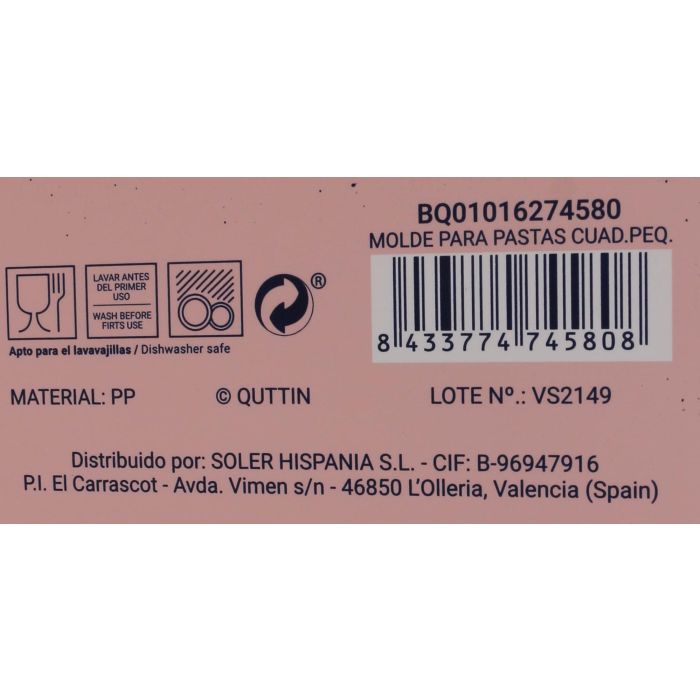 BQ01016274580
MOLDE PARA PASTAS CUAD.PEQ.
8 433774 745808
LAVAR ANTES
DEL PRIMER
USO
WASH BEFORE
FIRTS USE
®
Apto para el lavavajillas / Dishwasher safe
MATERIAL: PP
© QUTTIN
LOTE Nº.: VS2149
Distribuido por: SOLER HISPANIA S.L. - CIF: B-96947916
P.I. El Carrascot - Avda. Vimen s/n - 46850 L'Olleria, Valencia (Spain)